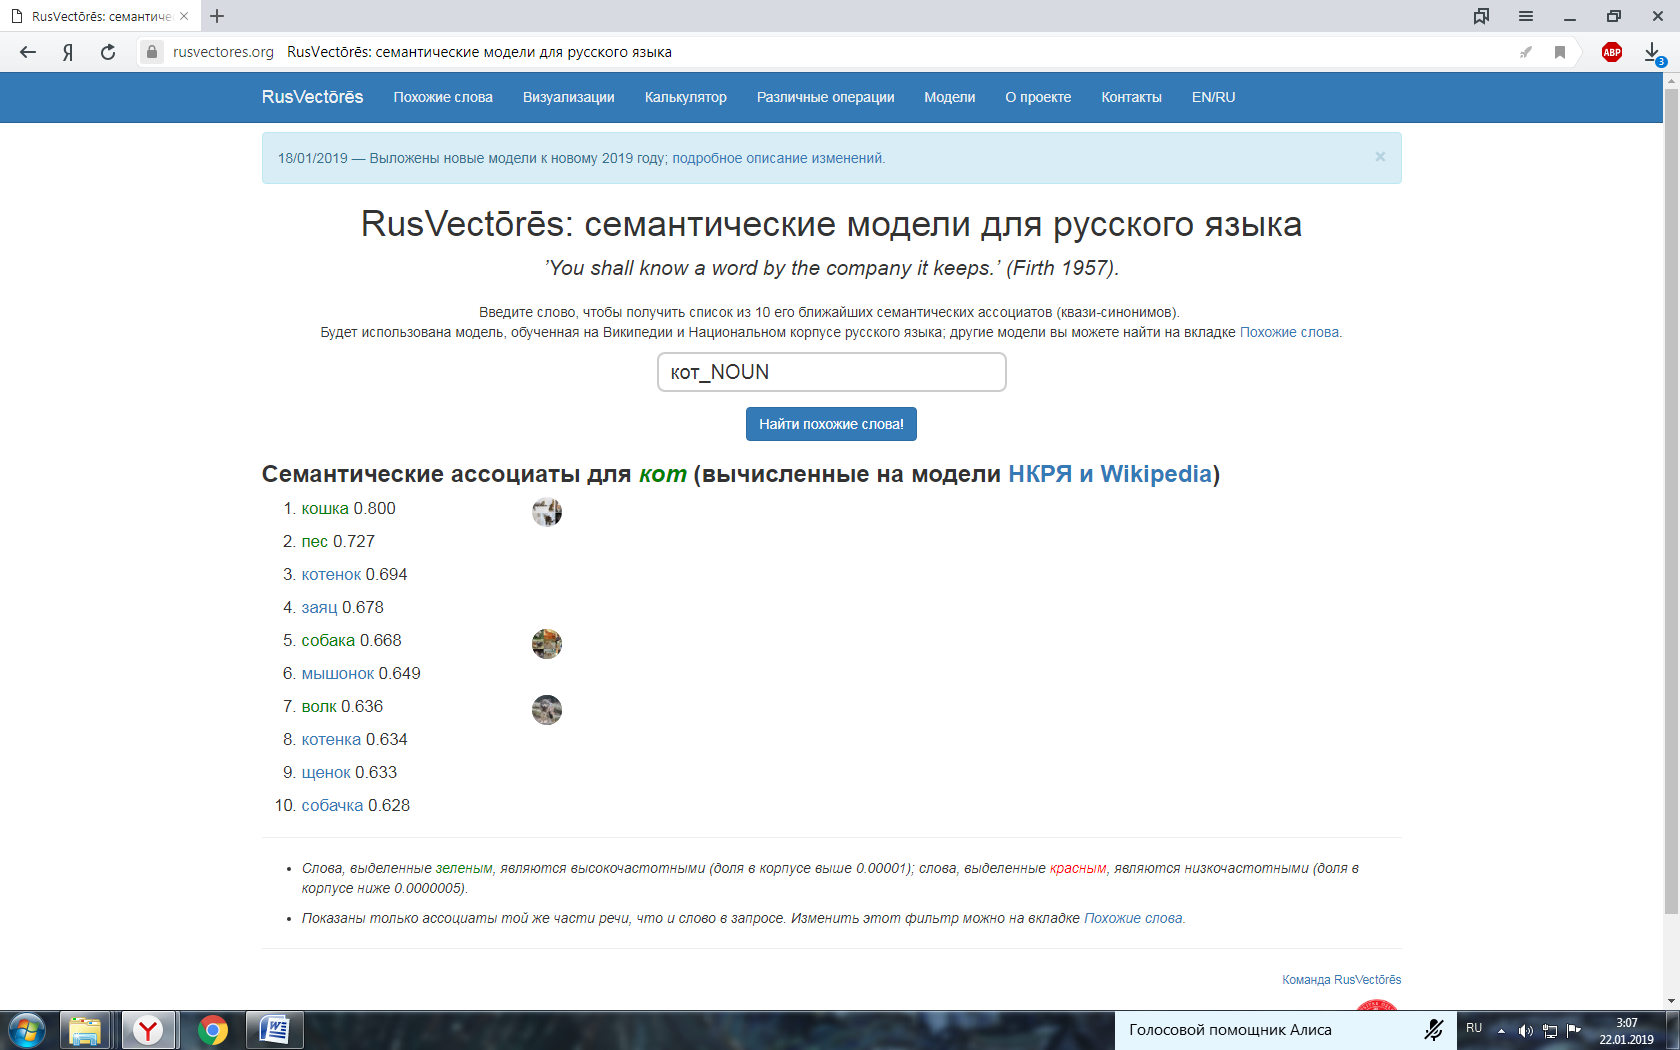 RusVectōrēs: семантичес
rusvectores.org RusVectōrēs: семантические модели для русского языка
ABP
3
RusVectōrēs Похожие слова Визуализации Калькулятор Различные операции Модели О проекте Контакты EN/RU
18/01/2019 — Выложены новые модели к новому 2019 году; подробное описание изменений. ×
RusVectōrēs: семантические модели для русского языка
’You shall know a word by the company it keeps.’ (Firth 1957).
Введите слово, чтобы получить список из 10 его ближайших семантических ассоциатов (квази-синонимов).
Будет использована модель, обученная на Википедии и Национальном корпусе русского языка; другие модели вы можете найти на вкладке Похожие слова.
кот_NOUN
Найти похожие слова!
Семантические ассоциаты для кот (вычисленные на модели НКРЯ и Wikipedia)
1. кошка 0.800
2. пес 0.727
3. котенок 0.694
4. заяц 0.678
5. собака 0.668
6. мышонок 0.649
7. волк 0.636
8. котенка 0.634
9. щенок 0.633
10. собачка 0.628
• Слова, выделенные зеленым, являются высокочастотными (доля в корпусе выше 0.00001); слова, выделенные красным, являются низкочастотными (доля в
корпусе ниже 0.0000005).
• Показаны только ассоциаты той же части речи, что и слово в запросе. Изменить этот фильтр можно на вкладке Похожие слова.
Команда RusVectōrēs
Голосовой помощник Алиса
RU
3:07
22.01.2019